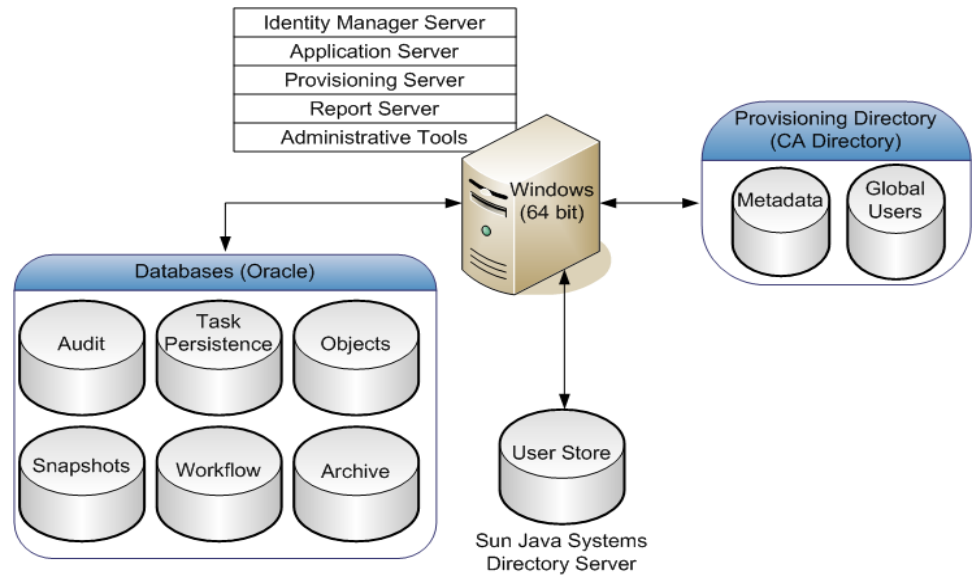 Identity Manager Server
Application Server
Provisioning Server
Report Server
Administrative Tools
Windows
(64 bit)
Provisioning Directory
(CA Directory)
Metadata
Global
Users
Databases (Oracle)
Audit
Task
Persistence
Objects
Snapshots
Workflow
Archive
User Store
Sun Java Systems
Directory Server